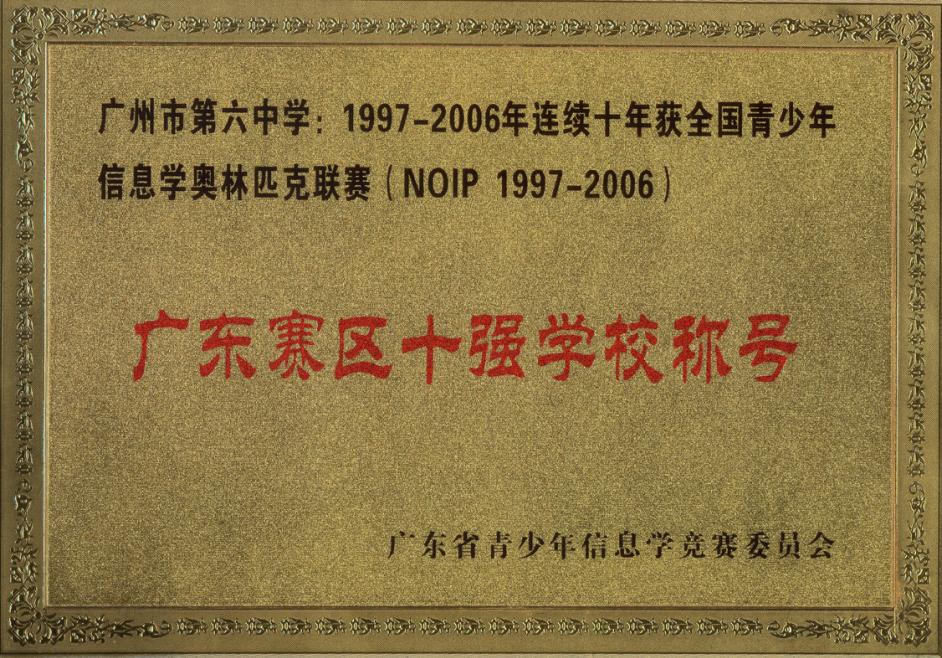 广州市第六中学：1997-2006年连续十年获全国青少年
信息学奥林匹克联赛（NOIP 1997-2006）
广东赛区十强学校称号
广东省青少年信息学竞赛委员会